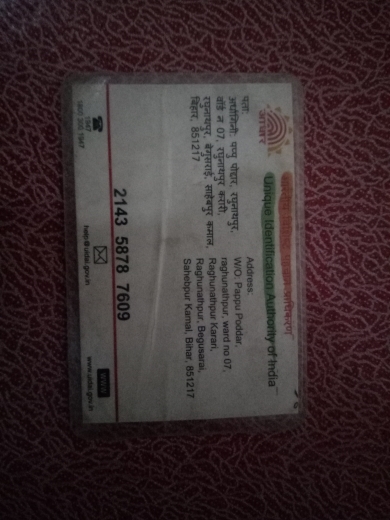 भारतीय विशिष्ट पहचान प्राधिकरण
Unique Identification Authority of India
आधार
पता:
अर्धांगिनी: पप्पु पोद्दार, रघुनाथपुर,
वॉर्ड न 07, रघुनाथपुर करारी,
रघुनाथपुर, बेगूसराई, साहेबपुर कमाल,
बिहार, 851217
Address:
W/O: Pappu Poddar,
raghunathpur, ward no 07,
Raghunathpur Karari,
Raghunathpur, Begusarai,
Sahebpur Kamal, Bihar, 851217
2143 5878 7609
1947
1800 300 1947
help@uidai.gov.in
www
www.uidai.gov.in